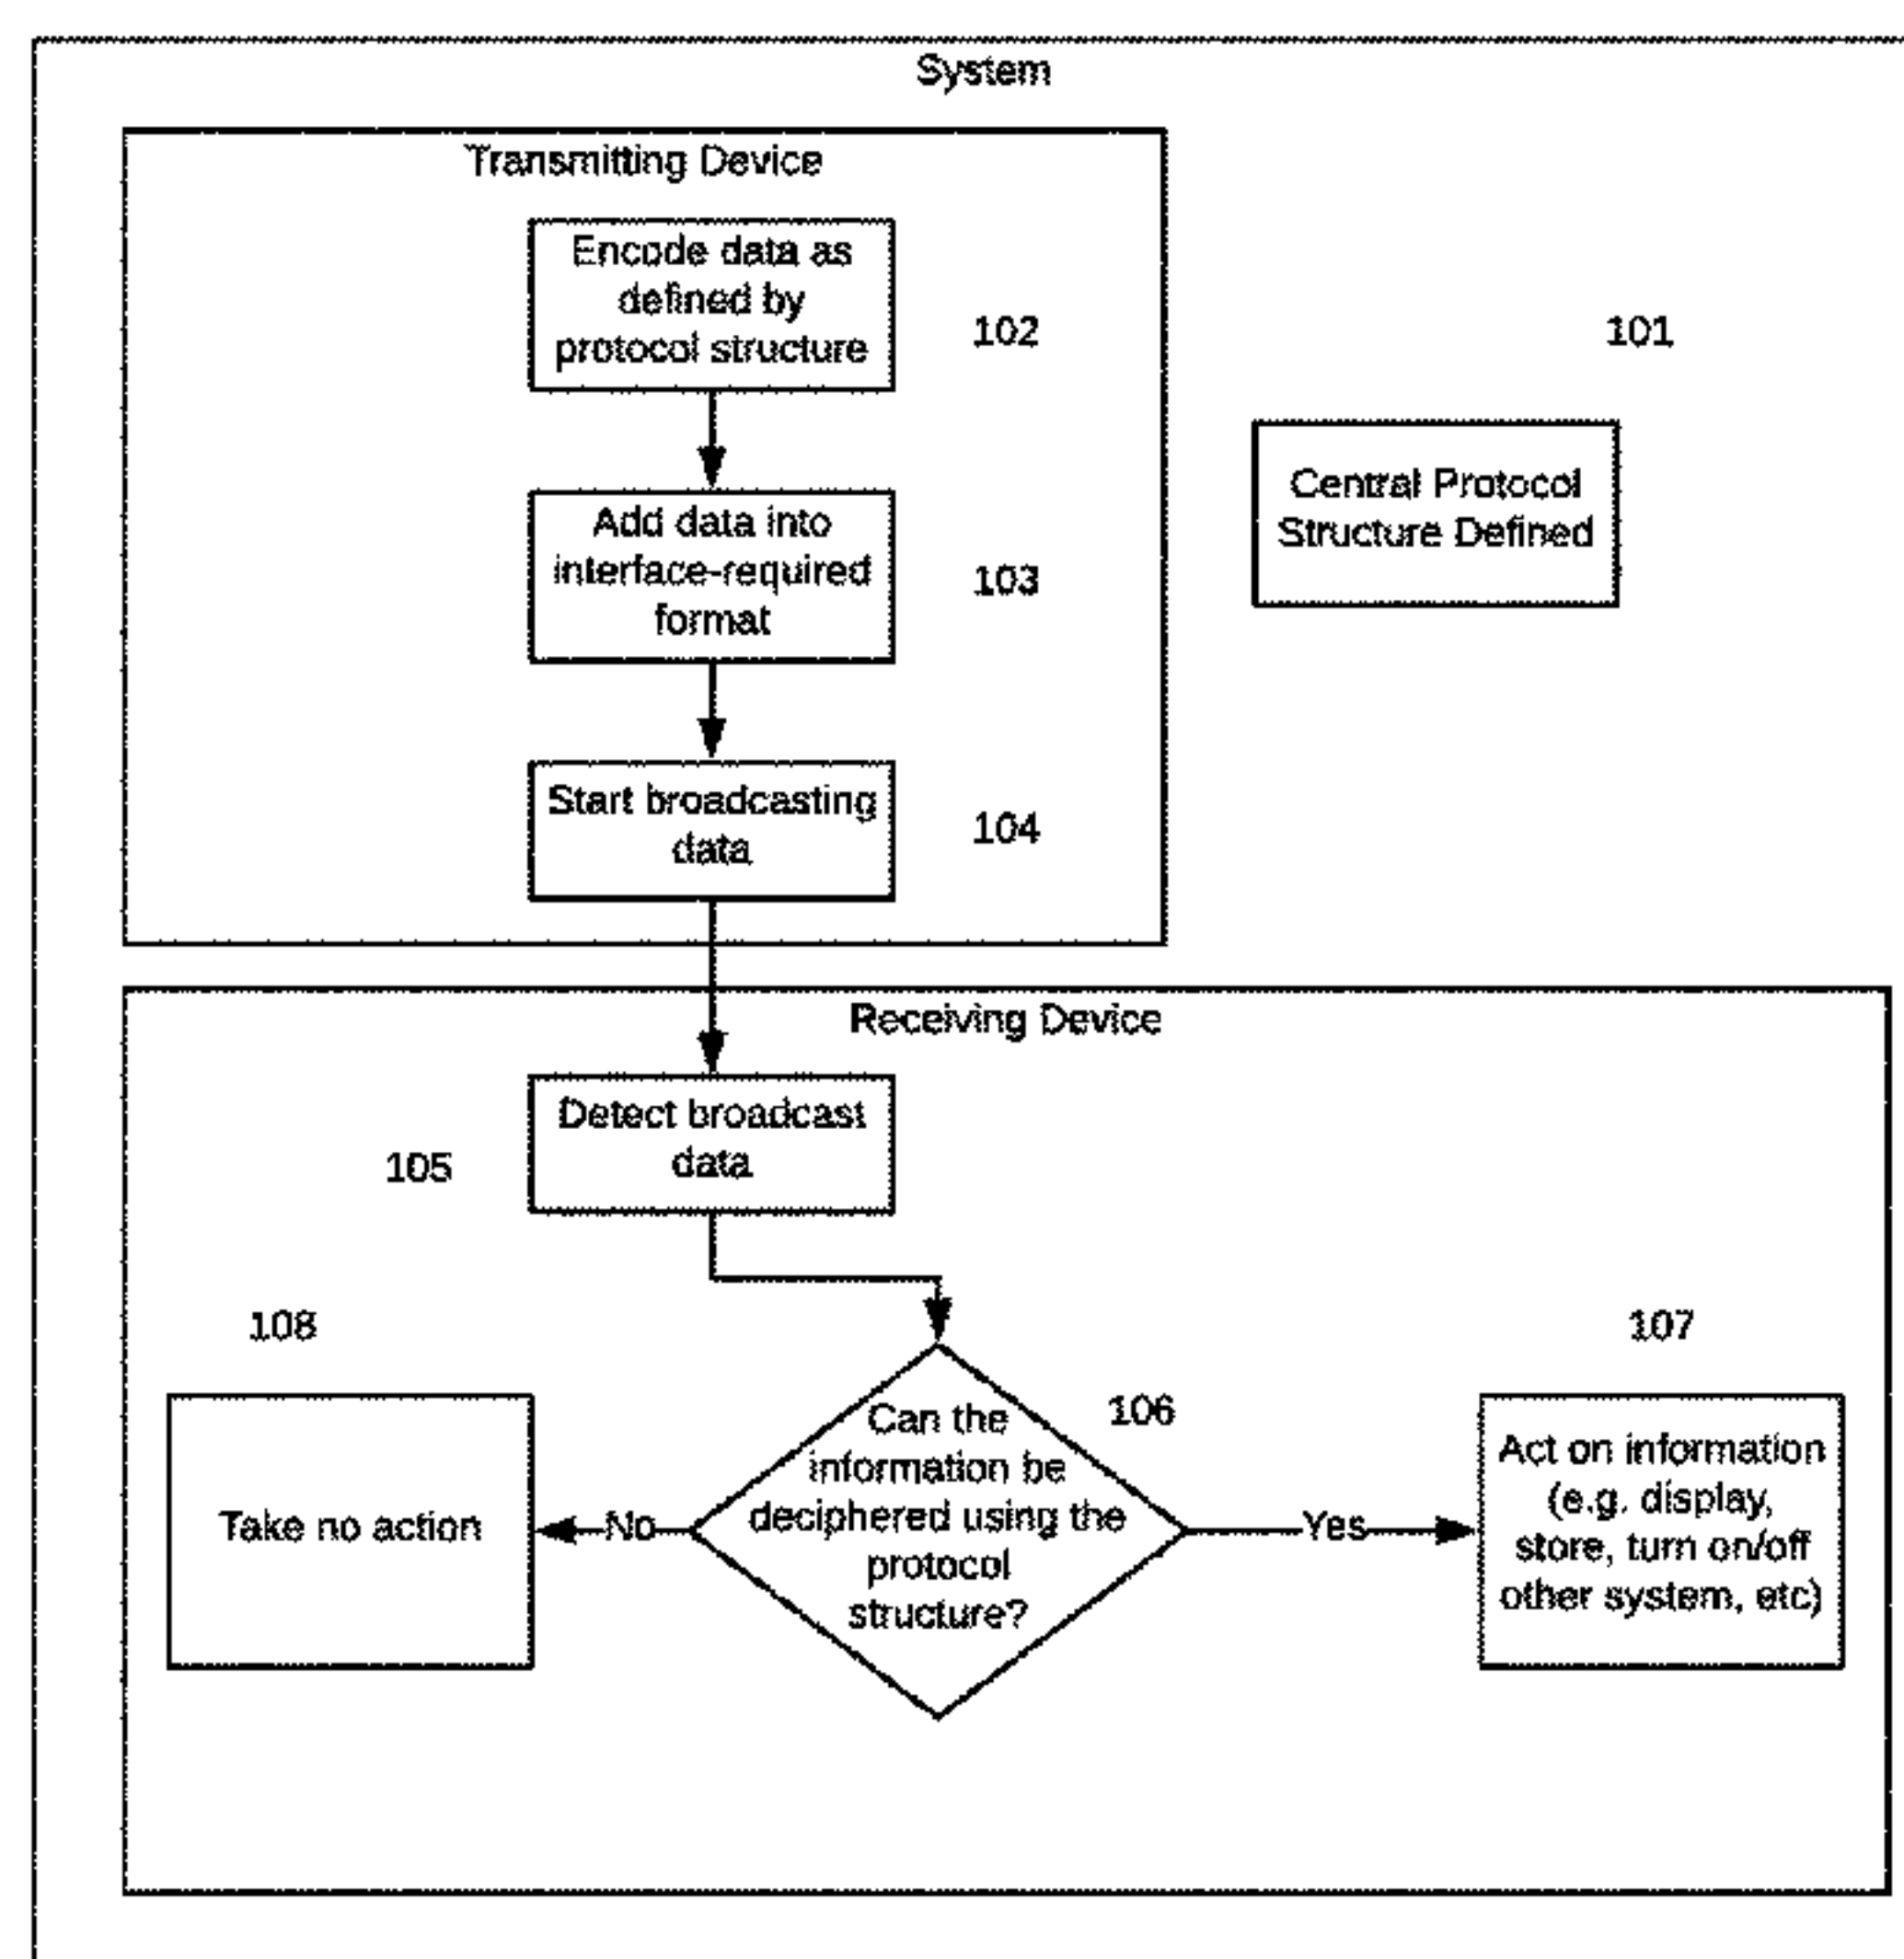 System
Transmitting Device
Encode data as
defined by
protocol structure
102
101
Central Protocol
Structure Defined
Add data into
interface-required
format
103
Start broadcasting
data
104
Receiving Device
Detect broadcast
data
105
108
107
106
Can the
information be
deciphered using the
protocol
structure?
Take no action
No
Yes
Act on information
(e.g. display,
store, turn on/off
other system, etc)